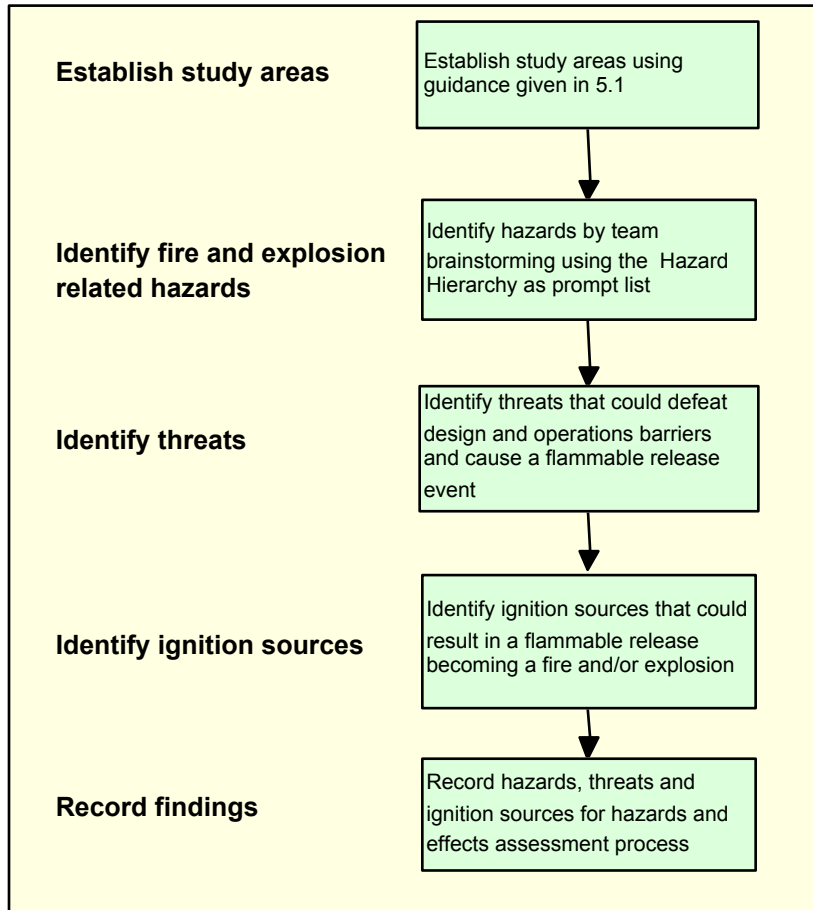 Establish study areas
Establish study areas using
guidance given in 5.1
Identify fire and explosion
related hazards
Identify hazards by team
brainstorming using the  Hazard
Hierarchy as prompt list
Identify threats
Identify threats that could defeat
design and operations barriers
and cause a flammable release
event
Identify ignition sources
Identify ignition sources that could
result in a flammable release
becoming a fire and/or explosion
Record findings
Record hazards, threats and
ignition sources for hazards and
effects assessment process